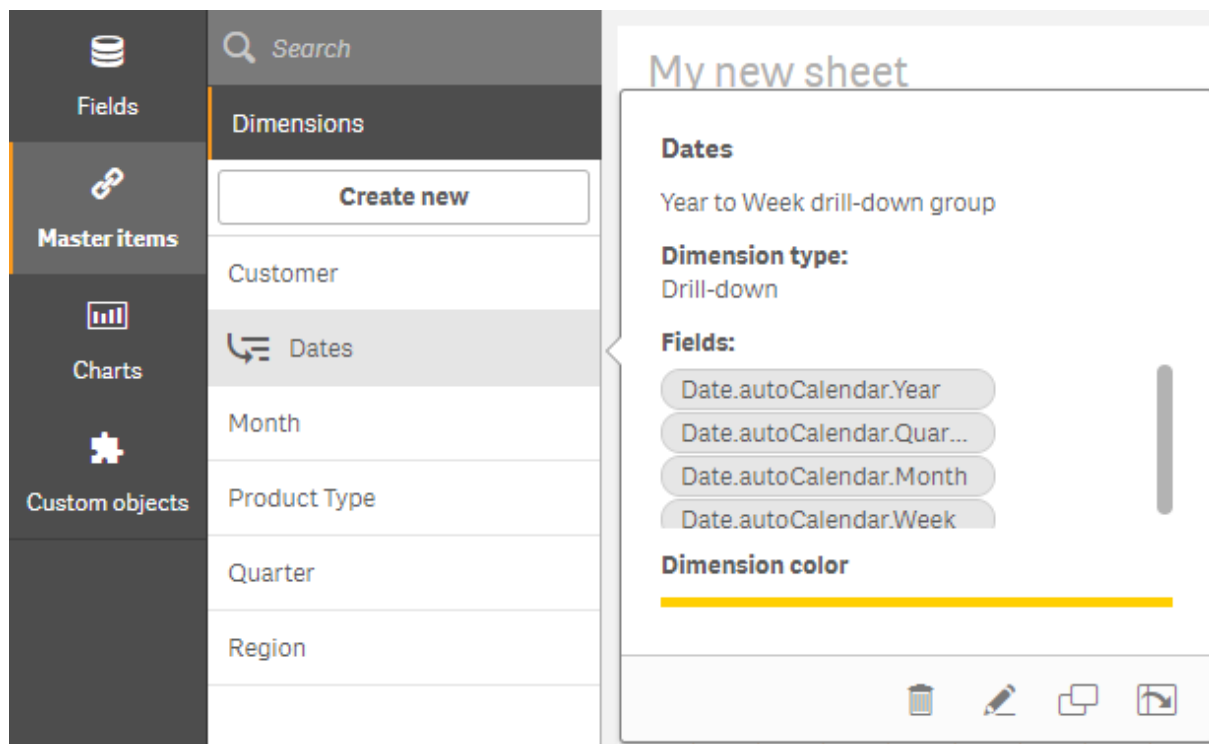 Fields
Master items
Charts
Custom objects
Search
Dimensions
Create new
Customer
Dates
Month
Product Type
Quarter
Region
My new sheet
Dates
Year to Week drill-down group
Dimension type:
Drill-down
Fields:
Date.autoCalendar.Year
Date.autoCalendar.Quar...
Date.autoCalendar.Month
Date.autoCalendar.Week
Dimension color